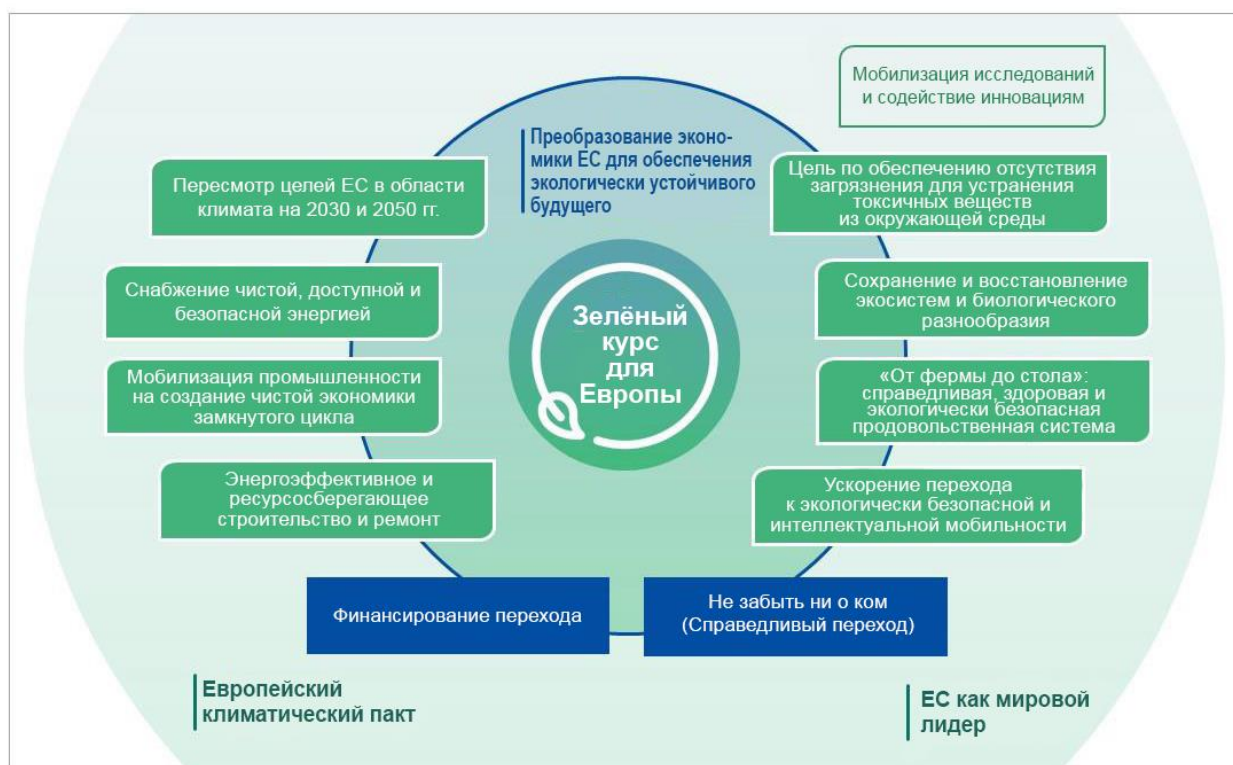 Мобилизация исследований
и содействие инновациям
Преобразование эконо-
мики ЕС для обеспечения
экологически устойчивого
будущего
Пересмотр целей ЕС в области
климата на 2030 и 2050 гг.
Снабжение чистой, доступной и
безопасной энергией
Мобилизация промышленности
на создание чистой экономики
замкнутого цикла
Энергоэффективное и
ресурсосберегающее
строительство и ремонт
Зелёный
курс
для
Европы
Цель по обеспечению отсутствия
загрязнения для устранения
токсичных веществ
из окружающей среды
Сохранение и восстановление
экосистем и биологического
разнообразия
«От фермы до стола»:
справедливая, здоровая и
экологически безопасная
продовольственная система
Ускорение перехода
к экологически безопасной и
интеллектуальной мобильности
Финансирование перехода
Не забыть ни о ком
(Справедливый переход)
Европейский
климатический пакт
ЕС как мировой
лидер